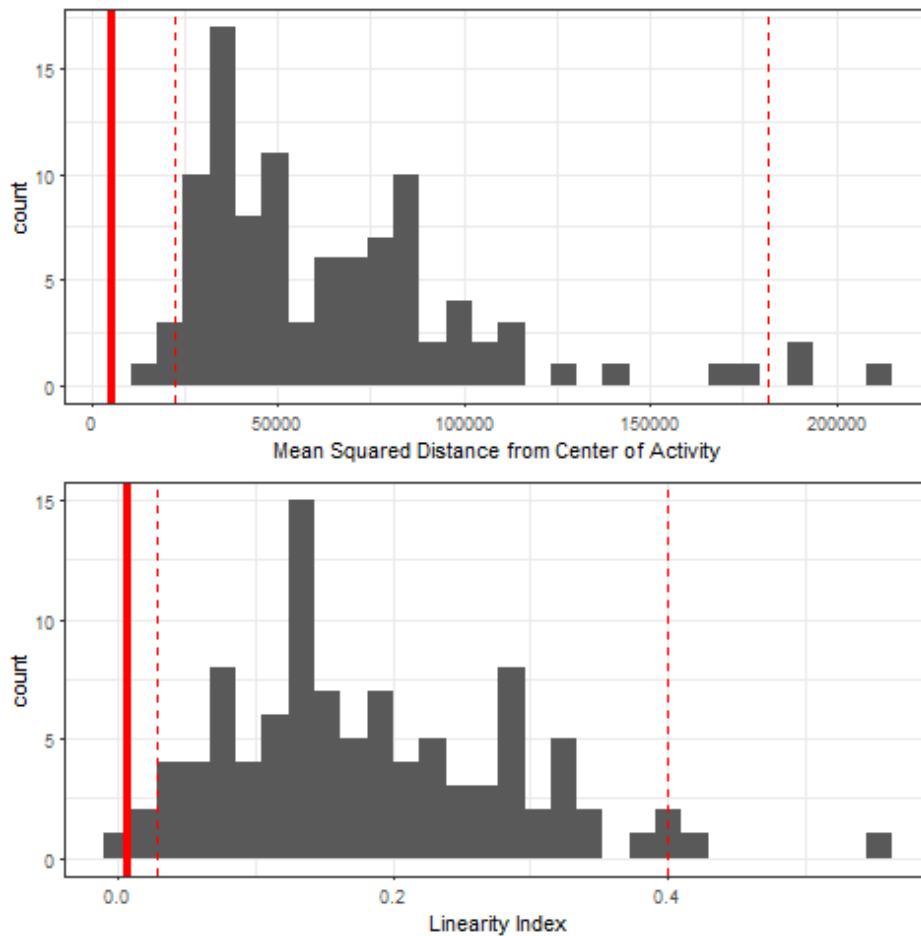 15
10
5
0
count
0 50000 100000 150000 200000
Mean Squared Distance from Center of Activity
15
10
5
0
count
0.0 0.2 0.4
Linearity Index